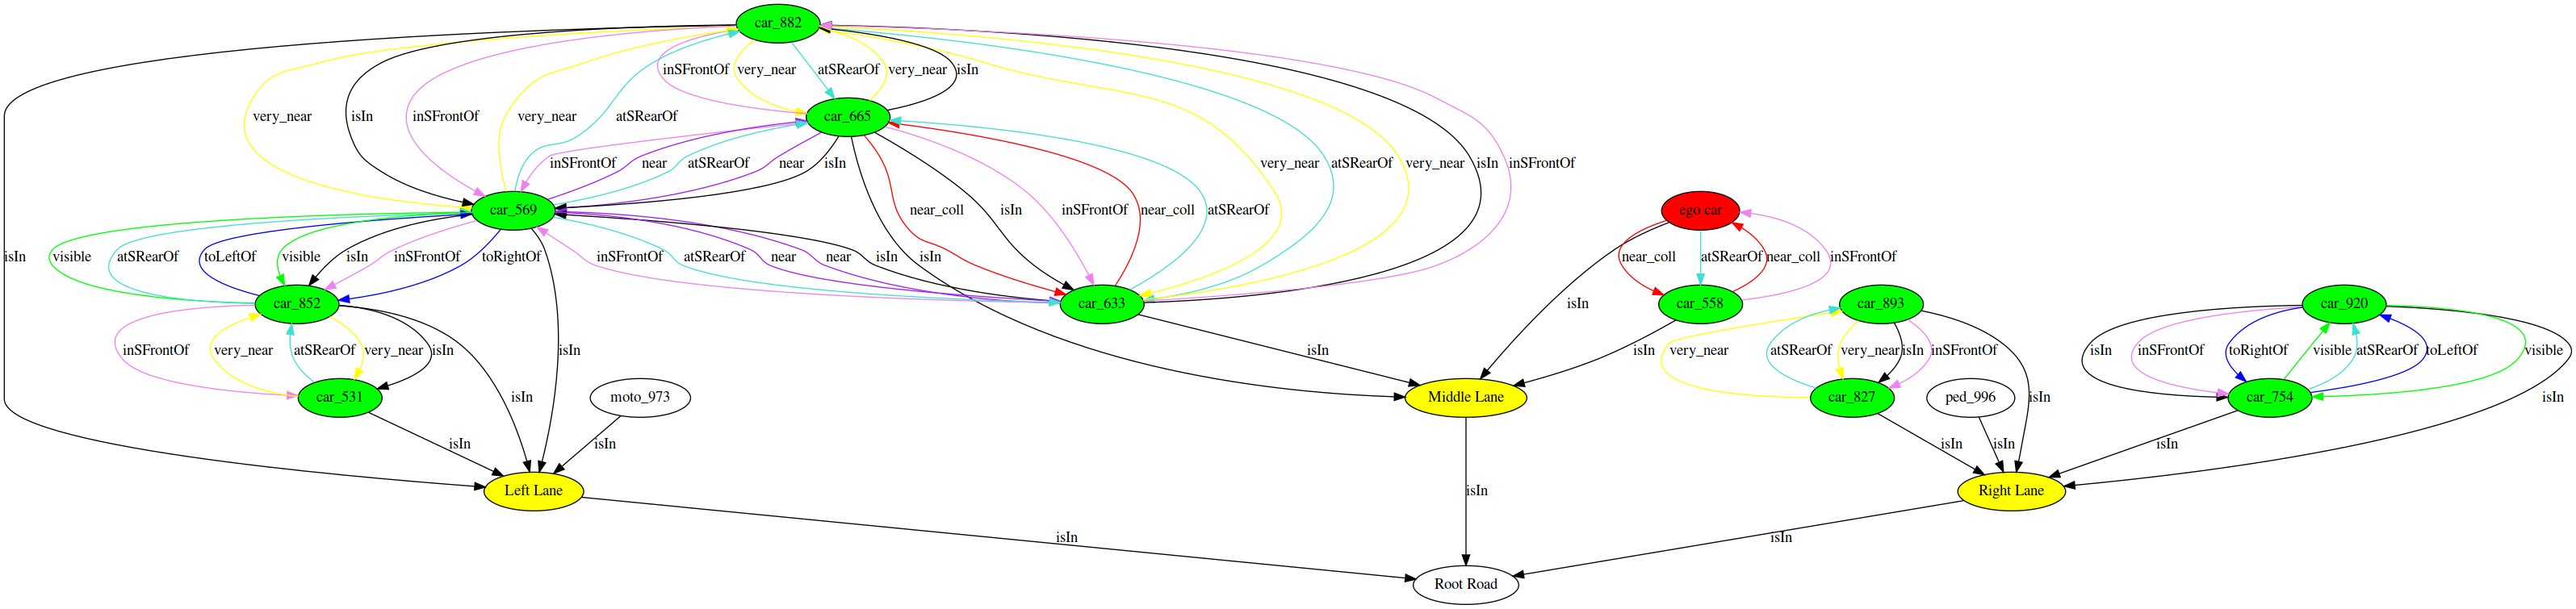 car_882
inSFrontOf very_near atSRearOf very_near isIn
very_near isIn inSFrontOf very_near atSRearOf car_665
inSFrontOf near atSRearOf near isIn very_near atSRearOf very_near isIn inSFrontOf
car_569 near_coll isIn inSFrontOf near_coll atSRearOf ego car
isIn visible atSRearOf toLeftOf visible isIn inSFrontOf toRightOf inSFrontOf atSRearOf near near isIn isIn near_coll atSRearOf near_coll inSFrontOf
car_852 car_633 isIn car_558 car_893 car_920
inSFrontOf very_near atSRearOf very_near isIn isIn isIn isIn very_near atSRearOf very_near isIn inSFrontOf isIn inSFrontOf toRightOf visible atSRearOf toLeftOf visible
car_531 isIn moto_973 Middle Lane car_827 ped_996 isIn car_754 isIn
isIn isIn isIn isIn isIn
Left Lane isIn Right Lane
isIn isIn
Root Road